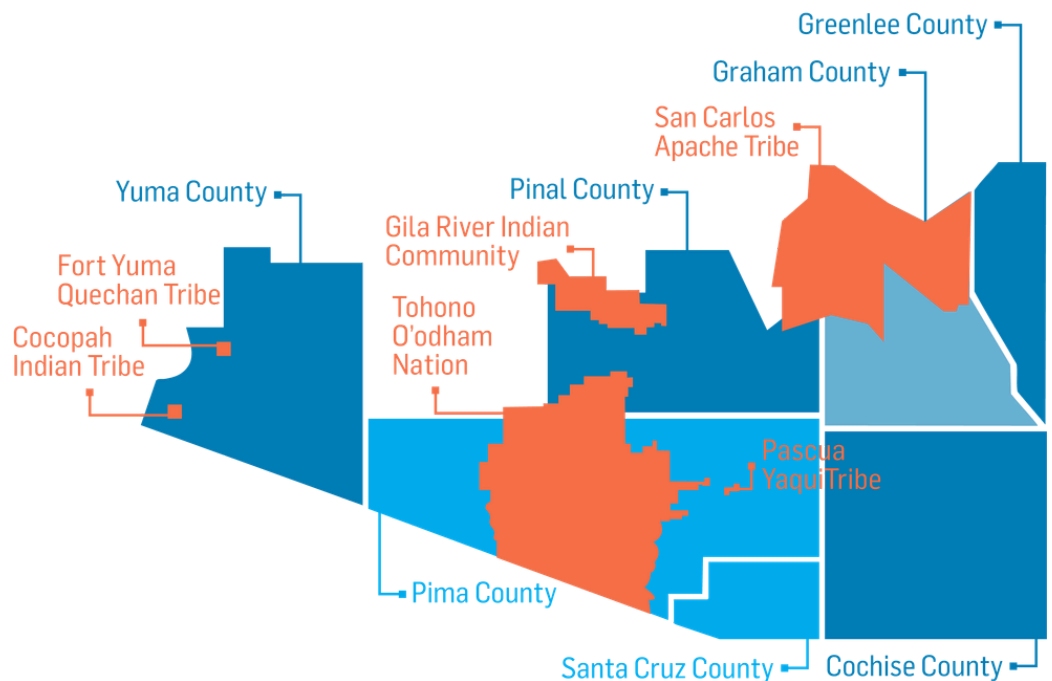 Greenlee County
Graham County
San Carlos
Apache Tribe
Yuma County
Pinal County
Gila River Indian
Community
Fort Yuma
Quechan Tribe
Tohono
O'odham
Nation
Cocopah
Indian Tribe
Pascua
YaquiTribe
Pima County
Santa Cruz County
Cochise County